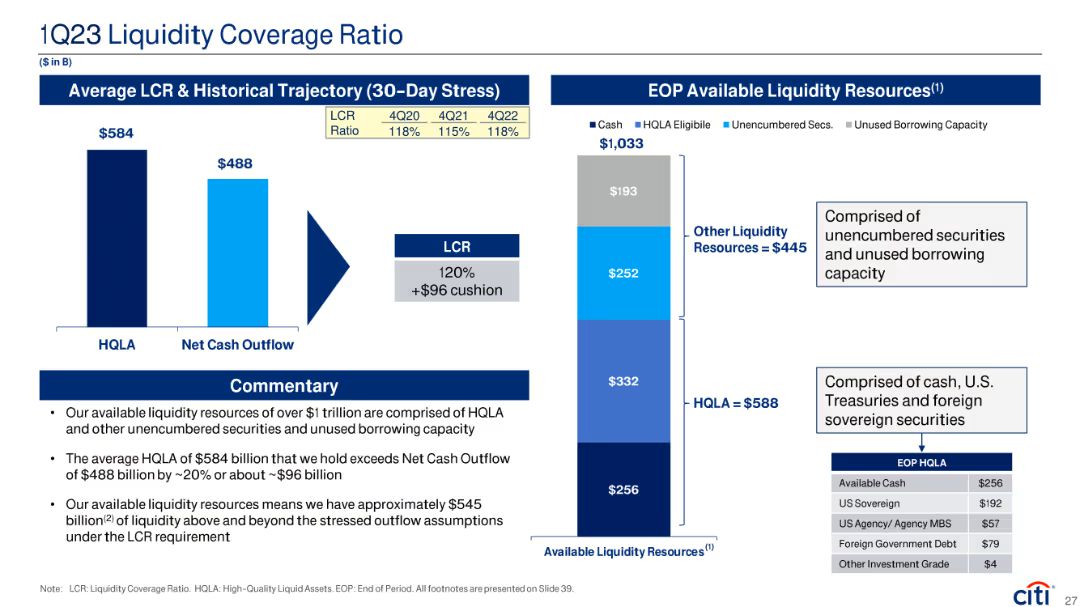 1Q23 Liquidity Coverage Ratio
($ in B)
Average LCR & Historical Trajectory (30-Day Stress)
LCR 4Q20 4Q21 4Q22
Ratio 118% 115% 118%
$584
$488
LCR
120%
+$96 cushion
HQLA Net Cash Outflow
Commentary
• Our available liquidity resources of over $1 trillion are comprised of HQLA
and other unencumbered securities and unused borrowing capacity
• The average HQLA of $584 billion that we hold exceeds Net Cash Outflow
of $488 billion by ~20% or about ~$96 billion
• Our available liquidity resources means we have approximately $545
billion(2) of liquidity above and beyond the stressed outflow assumptions
under the LCR requirement
EOP Available Liquidity Resources(1)
Cash HQLA Eligibile Unencumbered Secs. Unused Borrowing Capacity
$1,033
$193
$252
$332
$256
Available Liquidity Resources(1)
Other Liquidity
Resources = $445
HQLA = $588
Comprised of
unencumbered securities
and unused borrowing
capacity
Comprised of cash, U.S.
Treasuries and foreign
sovereign securities
EOP HQLA
Available Cash $256
US Sovereign $192
US Agency/ Agency MBS $57
Foreign Government Debt $79
Other Investment Grade $4
Note: LCR: Liquidity Coverage Ratio. HQLA: High-Quality Liquid Assets. EOP: End of Period. All footnotes are presented on Slide 39.
citi
27